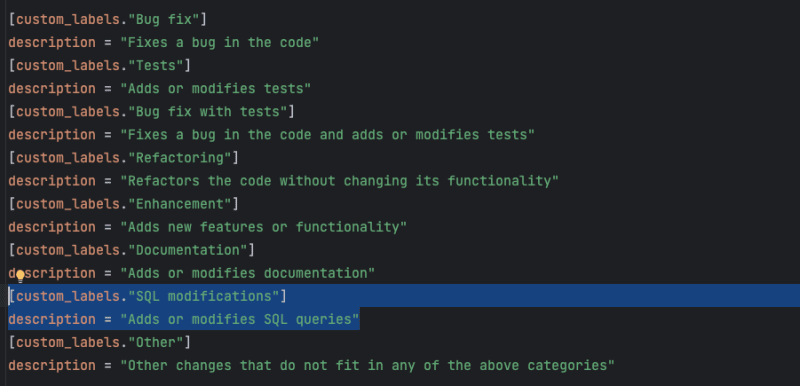 [custom_labels."Bug fix"]
description = "Fixes a bug in the code"
[custom_labels."Tests"]
description = "Adds or modifies tests"
[custom_labels."Bug fix with tests"]
description = "Fixes a bug in the code and adds or modifies tests"
[custom_labels."Refactoring"]
description = "Refactors the code without changing its functionality"
[custom_labels."Enhancement"]
description = "Adds new features or functionality"
[custom_labels."Documentation"]
description = "Adds or modifies documentation"
[custom_labels."SQL modifications"]
description = "Adds or modifies SQL queries"
[custom_labels."Other"]
description = "Other changes that do not fit in any of the above categories"